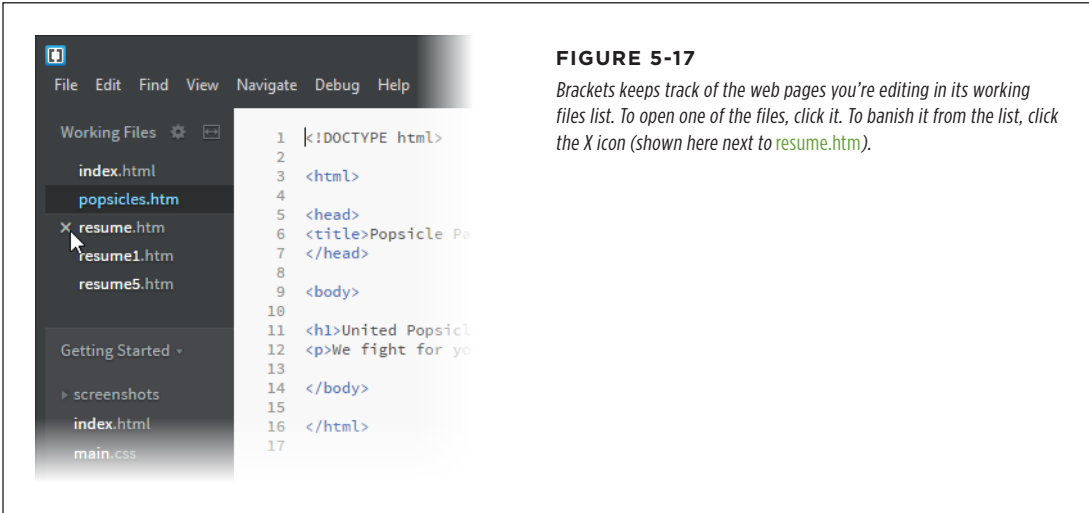 File Edit Find View Navigate Debug Help
Working Files
index.html
popsicles.htm
× resume.htm
resume1.htm
resume5.htm
Getting Started
screenshots
index.html
main.css
1 <!DOCTYPE html>
2
3 <html>
4
5 <head>
6 <title>Popsicle Pa
7 </head>
8
9 <body>
10
11 <h1>United Popsicl
12 <p>We fight for yo
13
14 </body>
15
16 </html>
17
FIGURE 5-17
Brackets keeps track of the web pages you’re editing in its working
files list. To open one of the files, click it. To banish it from the list, click
the X icon (shown here next to resume.htm).